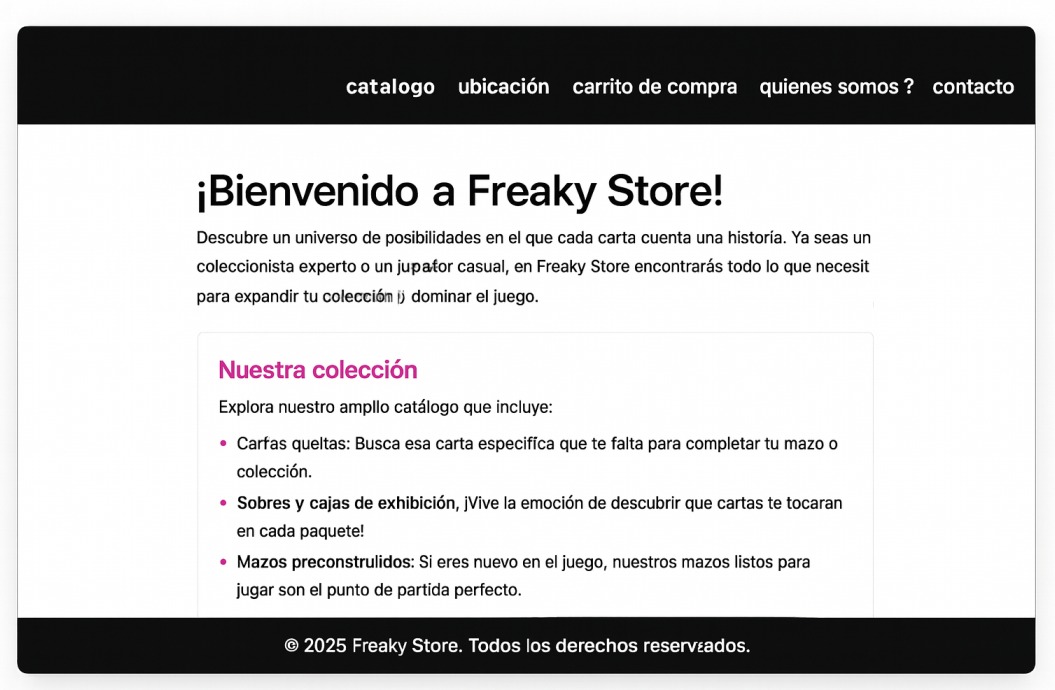 catalogo ubicación carrito de compra quienes somos ? contacto
¡Bienvenido a Freaky Store!
Descubre un universo de posibilidades en el que cada carta cuenta una historía. Ya seas un
coleccionista experto o un casual, en Freaky Store encontrarás todo lo que necesit
para expandir tu colección dominar el juego.
Nuestra colección
Explora nuestro ampllo catálogo que incluye:
• Carfas queltas: Busca esa carta específica que te falta para completar tu mazo o
colección.
• Sobres y cajas de exhibición, ¡Vive la emoción de descubrir que cartas te tocaran
en cada paquete!
• Mazos preconstrulidos: Si eres nuevo en el juego, nuestros mazos listos para
jugar son el punto de partida perfecto.
© 2025 Freaky Store. Todos los derechos